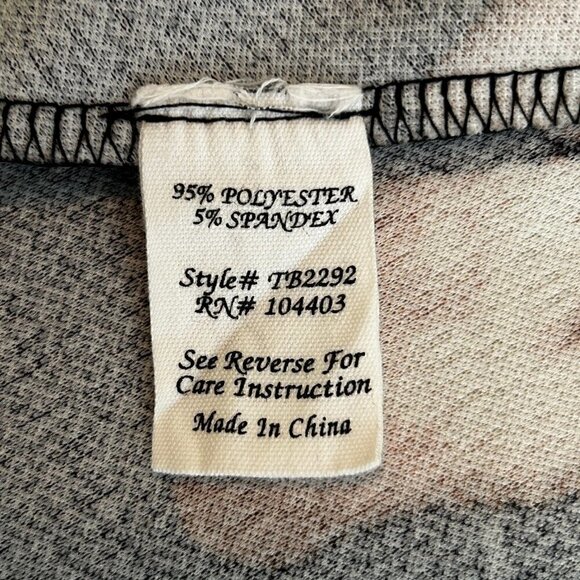 95% POLYESTER
5% SPANDEX
Style# TB2292
RN# 104403
See Reverse For
Care Instruction
Made In China